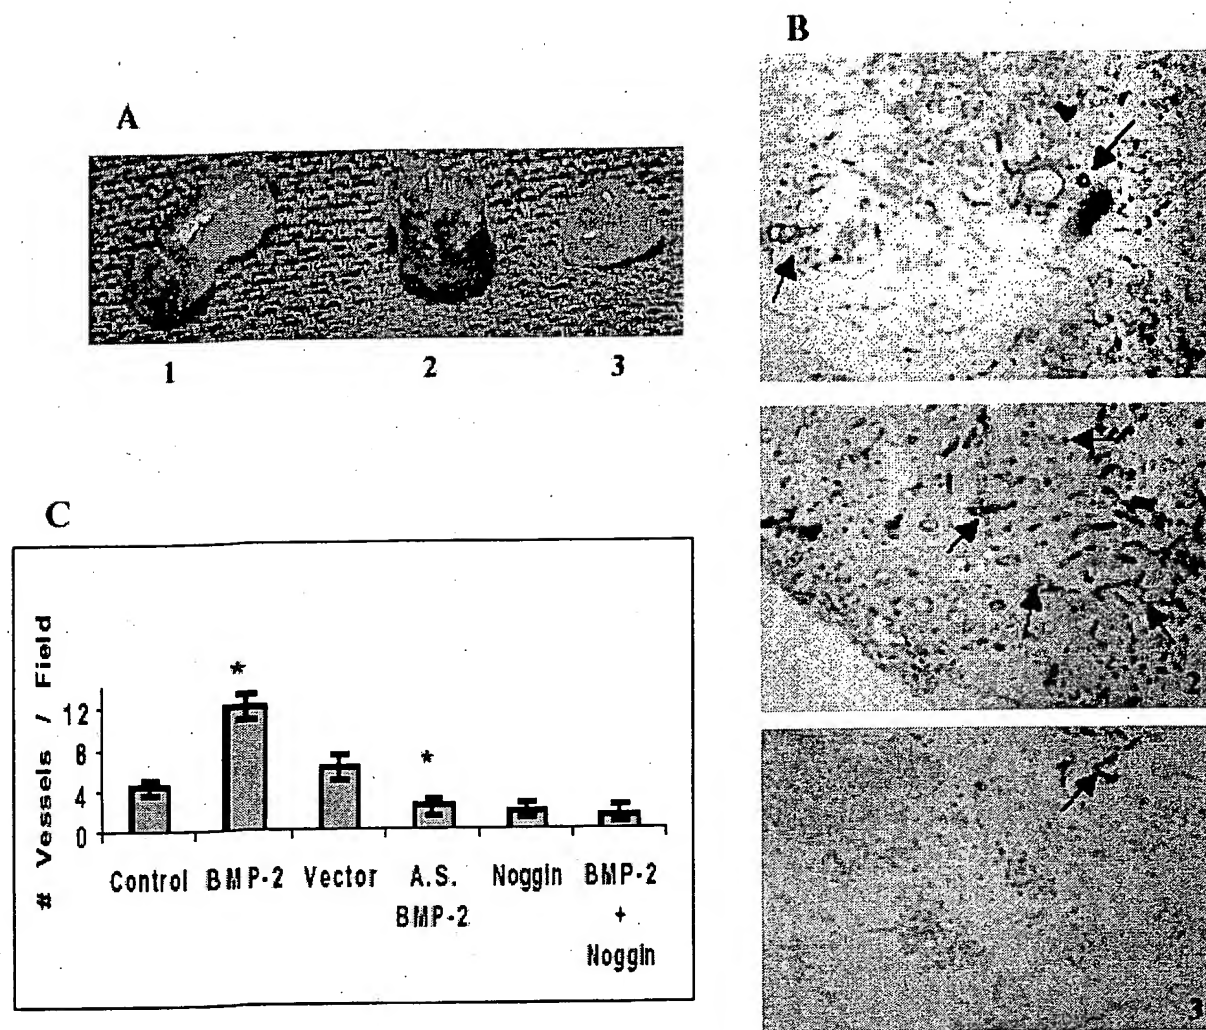 A
1 2 3
B
2
3
C
# Vessels / Field
*
*
12
8
4
0
Control BMP-2 Vector A.S. Noggin BMP-2
BMP-2 +
Noggin